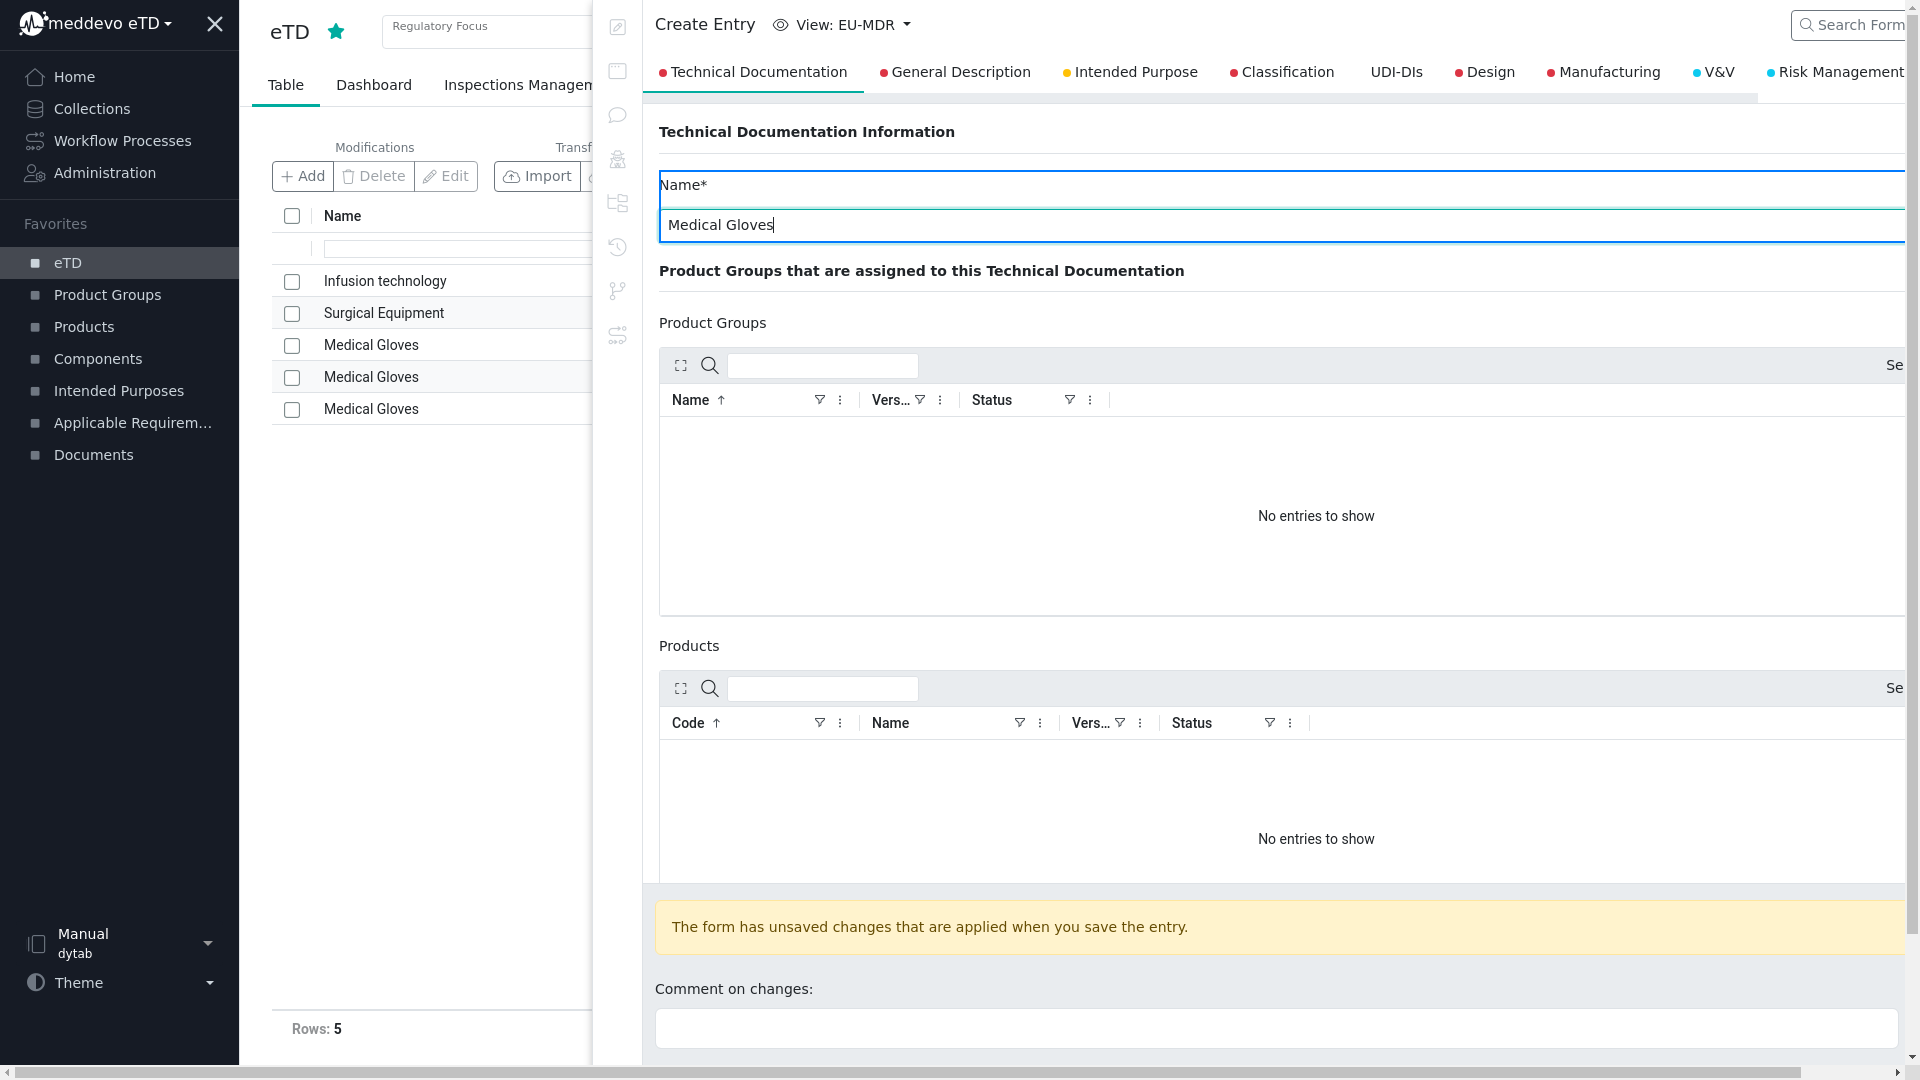 meddevo eTD
Home
Collections
Workflow Processes
Administration
Favorites
eTD
Product Groups
Products
Components
Intended Purposes
Applicable Requirem...
Documents
Manual
dytab
Theme
eTD
Regulatory Focus
Table
Dashboard
Inspections Managem
Modifications
Transf
Add
Delete
Edit
Import
Name
Infusion technology
Surgical Equipment
Medical Gloves
Medical Gloves
Medical Gloves
Rows: 5
Create Entry
View: EU-MDR
Search Form
Technical Documentation
General Description
Intended Purpose
Classification
UDI-DIs
Design
Manufacturing
V&V
Risk Management
Technical Documentation Information
Name*
Medical Gloves
Product Groups that are assigned to this Technical Documentation
Product Groups
Se
Name
Vers...
Status
No entries to show
Products
Se
Code
Name
Vers...
Status
No entries to show
The form has unsaved changes that are applied when you save the entry.
Comment on changes: